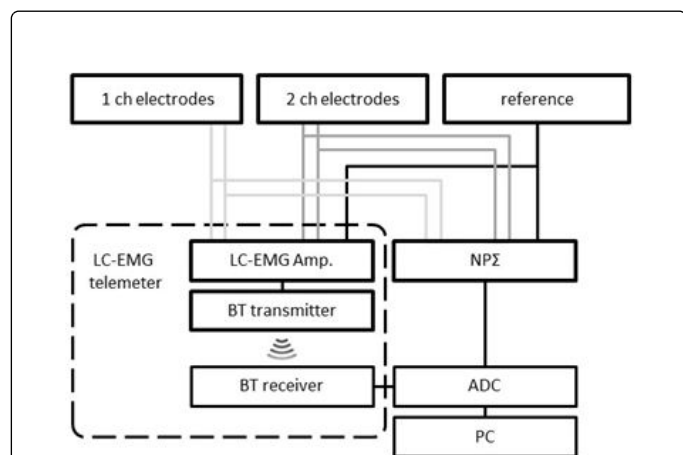 1 ch electrodes
2 ch electrodes
reference
LC-EMG
telemeter
LC-EMG Amp.
NPΣ
BT transmitter
BT receiver
ADC
PC